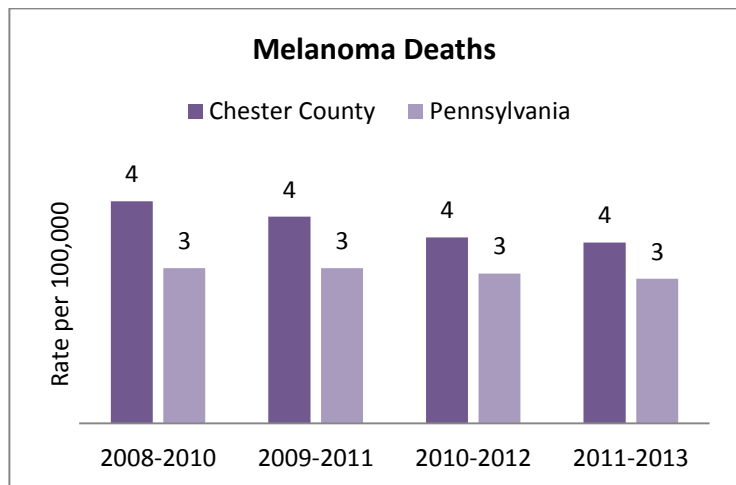 Melanoma Deaths
Chester County Pennsylvania
Rate per 100,000
4 3 4 3 4 3 4 3
2008-2010 2009-2011 2010-2012 2011-2013